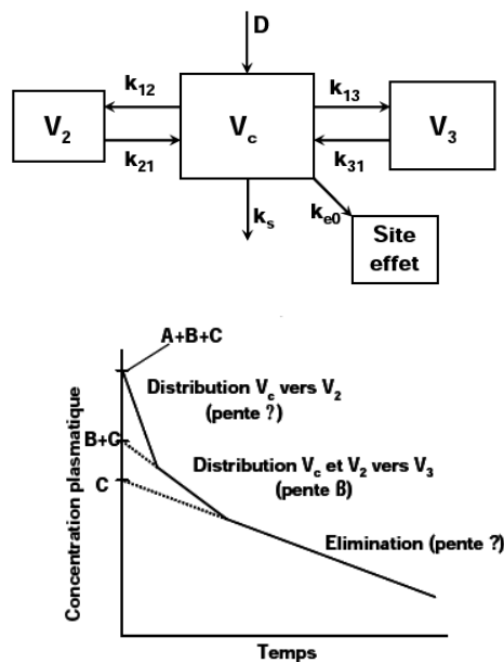 D
k12
k13
V2
Vc
V3
k21
k31
ks
ke0
Site
effet
A+B+C
Distribution Vc vers V2
(pente ?)
B+C
Distribution Vc et V2 vers V3
(pente ß)
C
Elimination (pente ?)
Concentration plasmatique
Temps